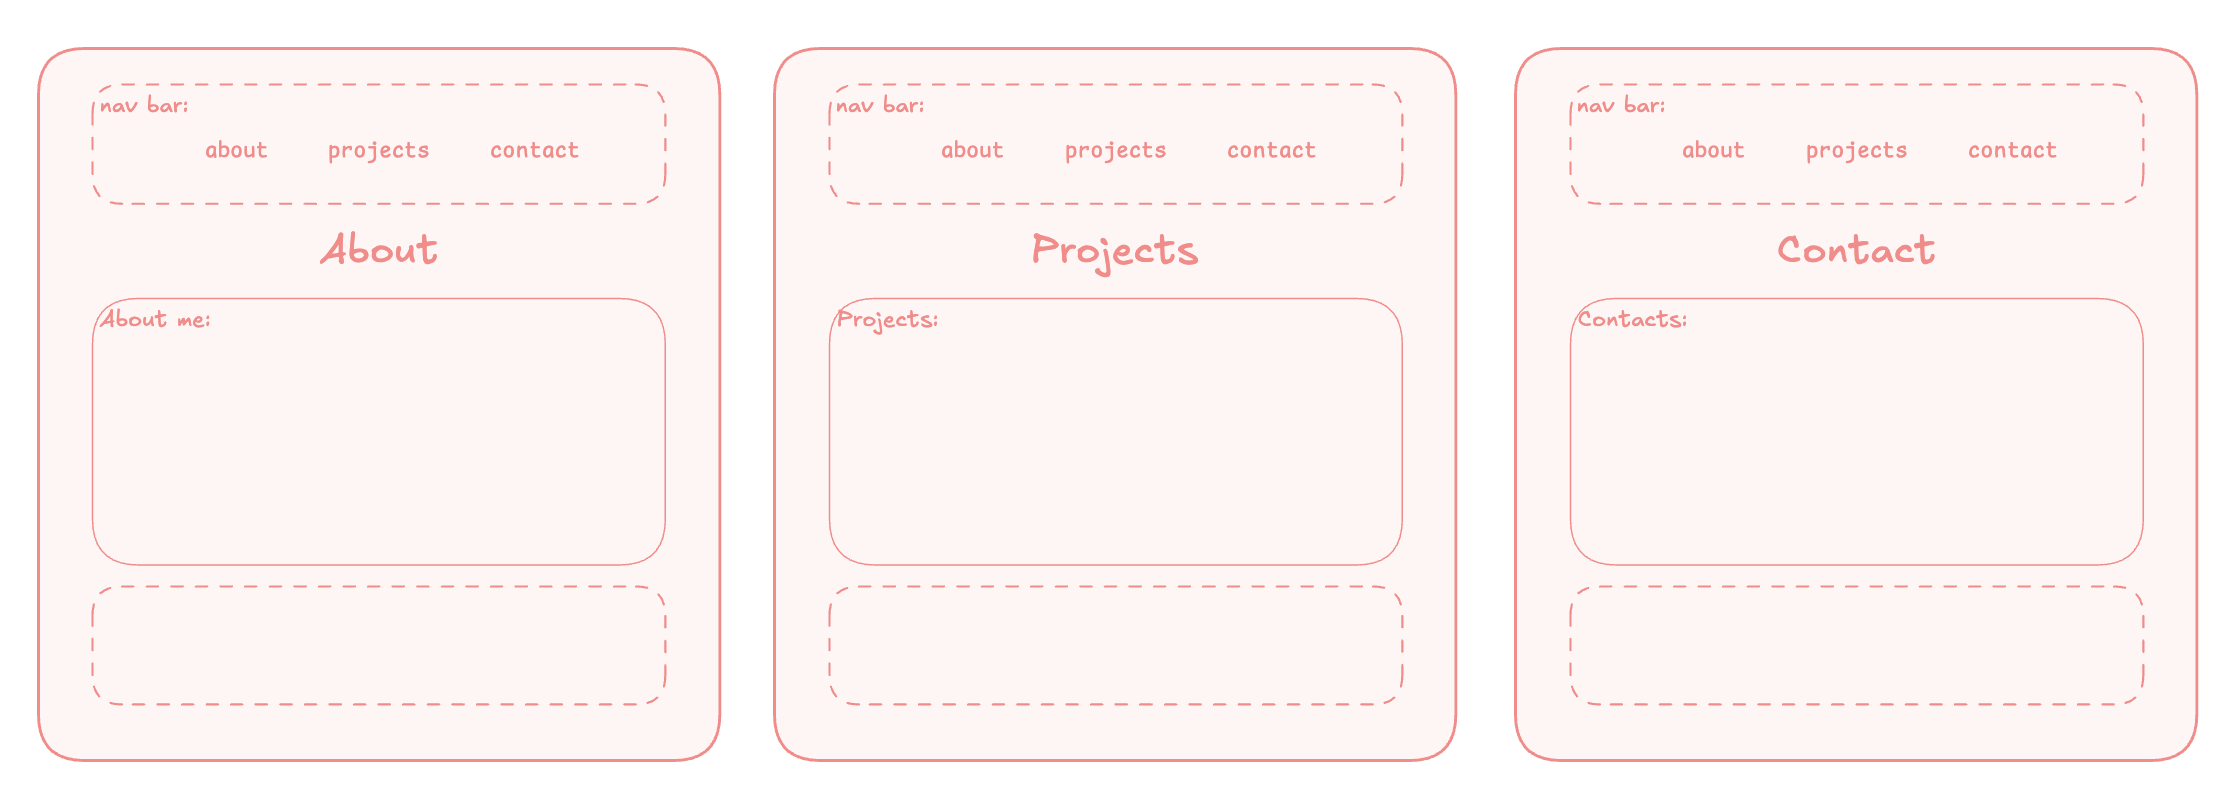 nav bar:
about projects contact
About
About me:
nav bar:
about projects contact
Projects
Projects:
nav bar:
about projects contact
Contact
Contacts: